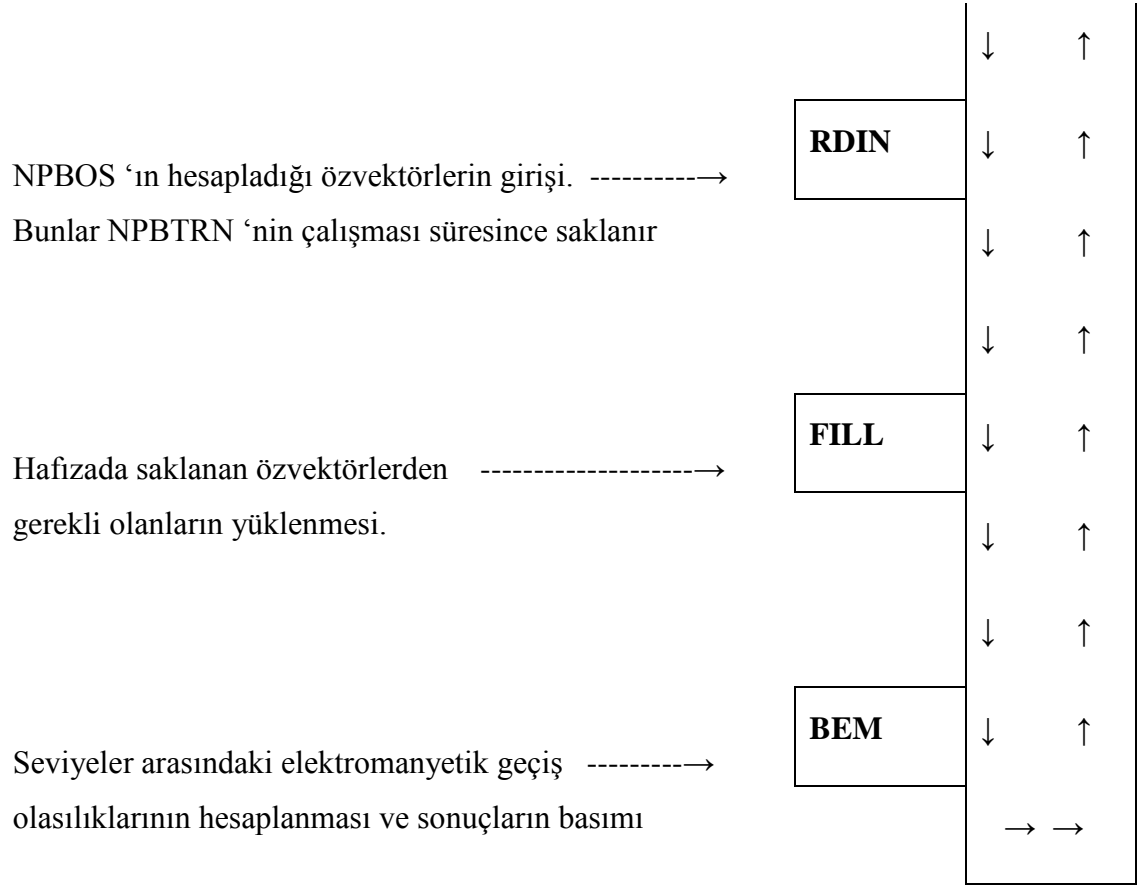 ↓ ↑
RDIN ↓ ↑
NPBOS ‘ın hesapladığı özvektörlerin girişi. ----------→
Bunlar NPBTRN ‘nin çalışması süresince saklanır
↓ ↑
↓ ↑
FILL ↓ ↑
Hafızada saklanan özvektörlerden --------------------→
gerekli olanların yüklenmesi.
↓ ↑
↓ ↑
BEM ↓ ↑
Seviyeler arasındaki elektromanyetik geçiş ---------→
olasılıklarının hesaplanması ve sonuçların basımı
→ →